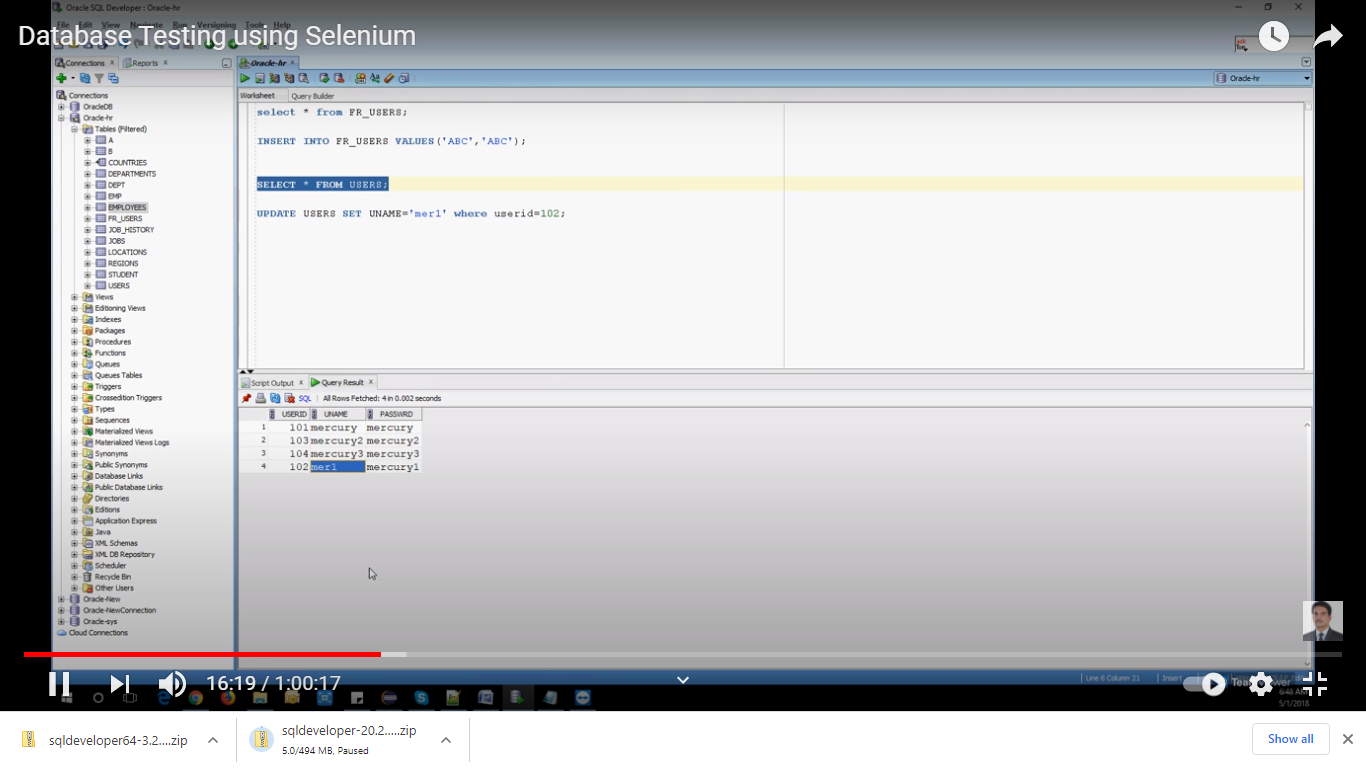 Oracle SQL Developer : Oracle-hr
File Edit View Navigate Run Versioning Tools Help
Database Testing using Selenium
Connections
Reports
Oracle-hr
Oracle-hr
Worksheet
Query Builder
Connections
OracleDB
Oracle-hr
Tables (Filtered)
A
B
COUNTRIES
DEPARTMENTS
DEPT
EMP
EMPLOYEES
FR_USERS
JOB_HISTORY
JOBS
LOCATIONS
REGIONS
STUDENT
USERS
Views
Editioning Views
Indexes
Packages
Procedures
Functions
Queues
Queues Tables
Triggers
Crossedition Triggers
Types
Sequences
Materialized Views
Materialized Views Logs
Synonyms
Public Synonyms
Database Links
Public Database Links
Directories
Editions
Application Express
Java
XML Schemas
XML DB Repository
Scheduler
Recycle Bin
Other Users
Oracle-New
Oracle-NewConnection
Oracle-sys
Cloud Connections
select * from FR_USERS;
INSERT INTO FR_USERS VALUES('ABC','ABC');
SELECT * FROM USERS;
UPDATE USERS SET UNAME='mer1' where userid=102;
Script Output
Query Result
SQL
All Rows Fetched: 4 in 0.002 seconds
USERID UNAME PASSWRD
1 101 mercury mercury
2 103 mercury2 mercury2
3 104 mercury3 mercury3
4 102 mer1 mercury1
16:19 / 1:00:17
Line 6 Column 21
Insert
6:48 AM
5/1/2018
sqldeveloper64-3.2....zip
sqldeveloper-20.2.....zip
5.0/494 MB, Paused
Show all